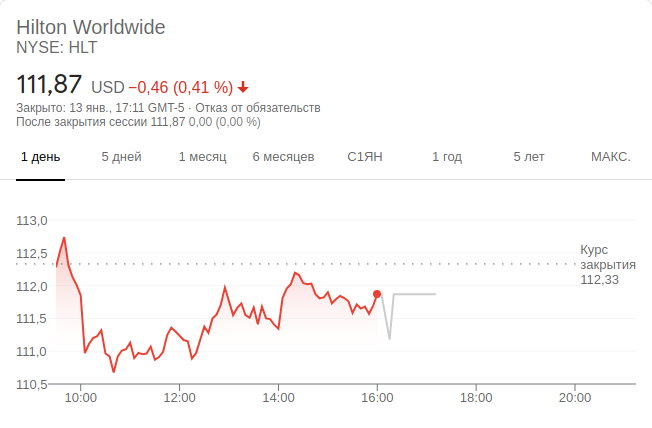 Hilton Worldwide
NYSE: HLT
111,87 USD −0,46 (0,41 %)
Закрыто: 13 янв., 17:11 GMT-5 · Отказ от обязательств
После закрытия сессии 111,87 0,00 (0,00 %)
1 день 5 дней 1 месяц 6 месяцев С1ЯН 1 год 5 лет МАКС.
113,0
112,5
112,0
111,5
111,0
110,5
Курс
закрытия
112,33
10:00 12:00 14:00 16:00 18:00 20:00